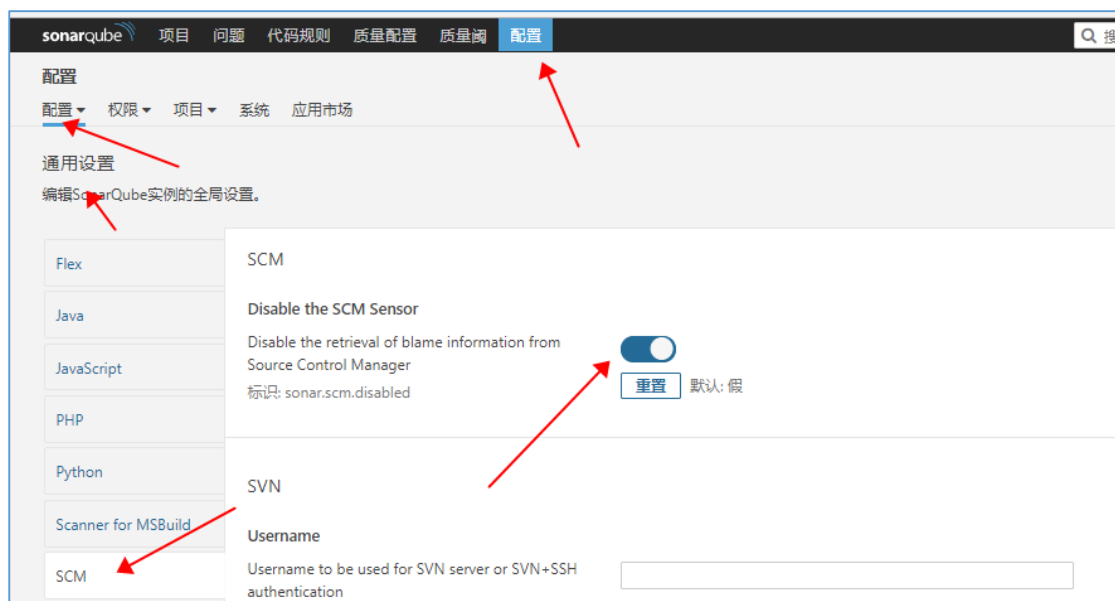 sonarqube 项目 问题 代码规则 质量配置 质量阈 配置 搜
配置
配置 权限 项目 系统 应用市场
通用设置
编辑SonarQube实例的全局设置。
Flex
Java
JavaScript
PHP
Python
Scanner for MSBuild
SCM
SCM
Disable the SCM Sensor
Disable the retrieval of blame information from
Source Control Manager
标识: sonar.scm.disabled
重置 默认: 假
SVN
Username
Username to be used for SVN server or SVN+SSH
authentication